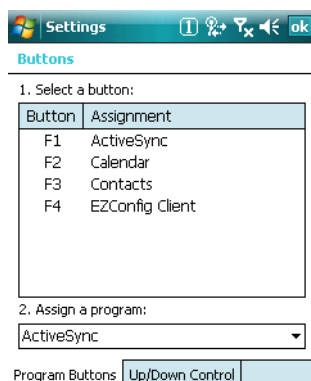 Settings 1 ok
Buttons
1. Select a button:
Button Assignment
F1 ActiveSync
F2 Calendar
F3 Contacts
F4 EZConfig Client
2. Assign a program:
ActiveSync
Program Buttons Up/Down Control